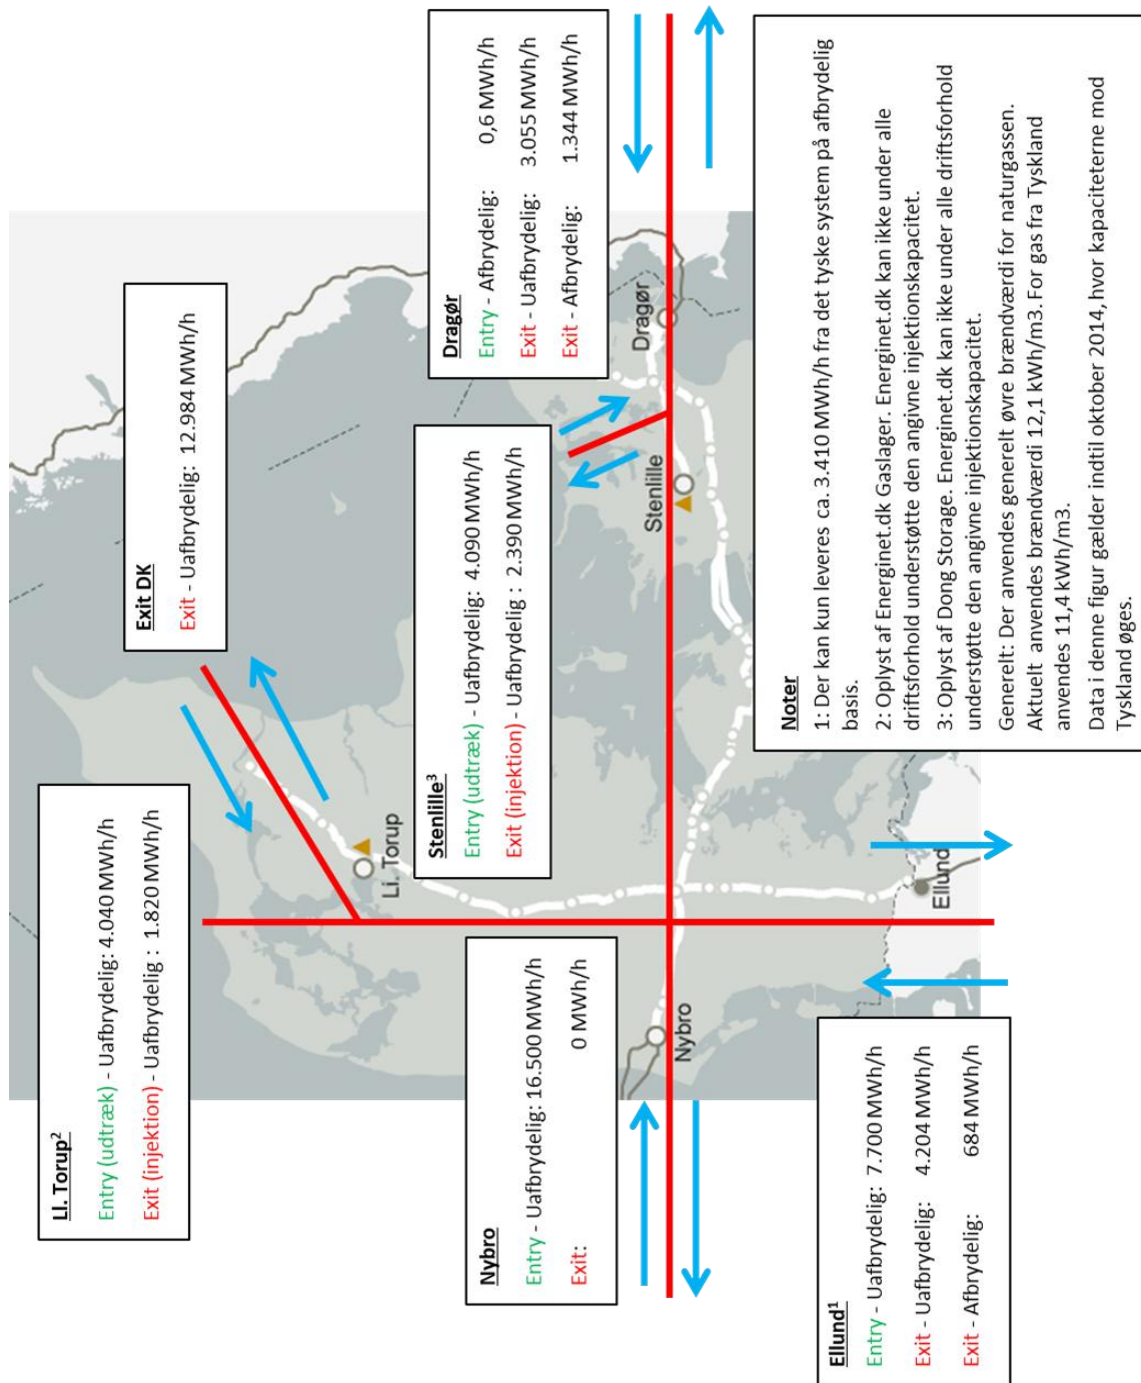 Ll. Torup²
Entry (udtræk) - Uafbrydelig: 4.040 MWh/h
Exit (injektion) - Uafbrydelig : 1.820 MWh/h
Exit DK
Exit - Uafbrydelig: 12.984 MWh/h
Nybro
Entry - Uafbrydelig: 16.500 MWh/h
Exit: 0 MWh/h
Stenlille³
Entry (udtræk) - Uafbrydelig: 4.090 MWh/h
Exit (injektion) - Uafbrydelig : 2.390 MWh/h
Dragør
Entry - Afbrydelig: 0,6 MWh/h
Exit - Uafbrydelig: 3.055 MWh/h
Exit - Afbrydelig: 1.344 MWh/h
Ellund¹
Entry - Uafbrydelig: 7.700 MWh/h
Exit - Uafbrydelig: 4.204 MWh/h
Exit - Afbrydelig: 684 MWh/h
Ll. Torup
Nybro
Stenlille
Dragør
Ellund
Noter
1: Der kan kun leveres ca. 3.410 MWh/h fra det tyske system på afbrydelig
basis.
2: Oplyst af Energinet.dk Gaslager. Energinet.dk kan ikke under alle
driftsforhold understøtte den angivne injektionskapacitet.
3: Oplyst af Dong Storage. Energinet.dk kan ikke under alle driftsforhold
understøtte den angivne injektionskapacitet.
Generelt: Der anvendes generelt øvre brændværdi for naturgassen.
Aktuelt anvendes brændværdi 12,1 kWh/m3. For gas fra Tyskland
anvendes 11,4 kWh/m3.
Data i denne figur gælder indtil oktober 2014, hvor kapaciteterne mod
Tyskland øges.